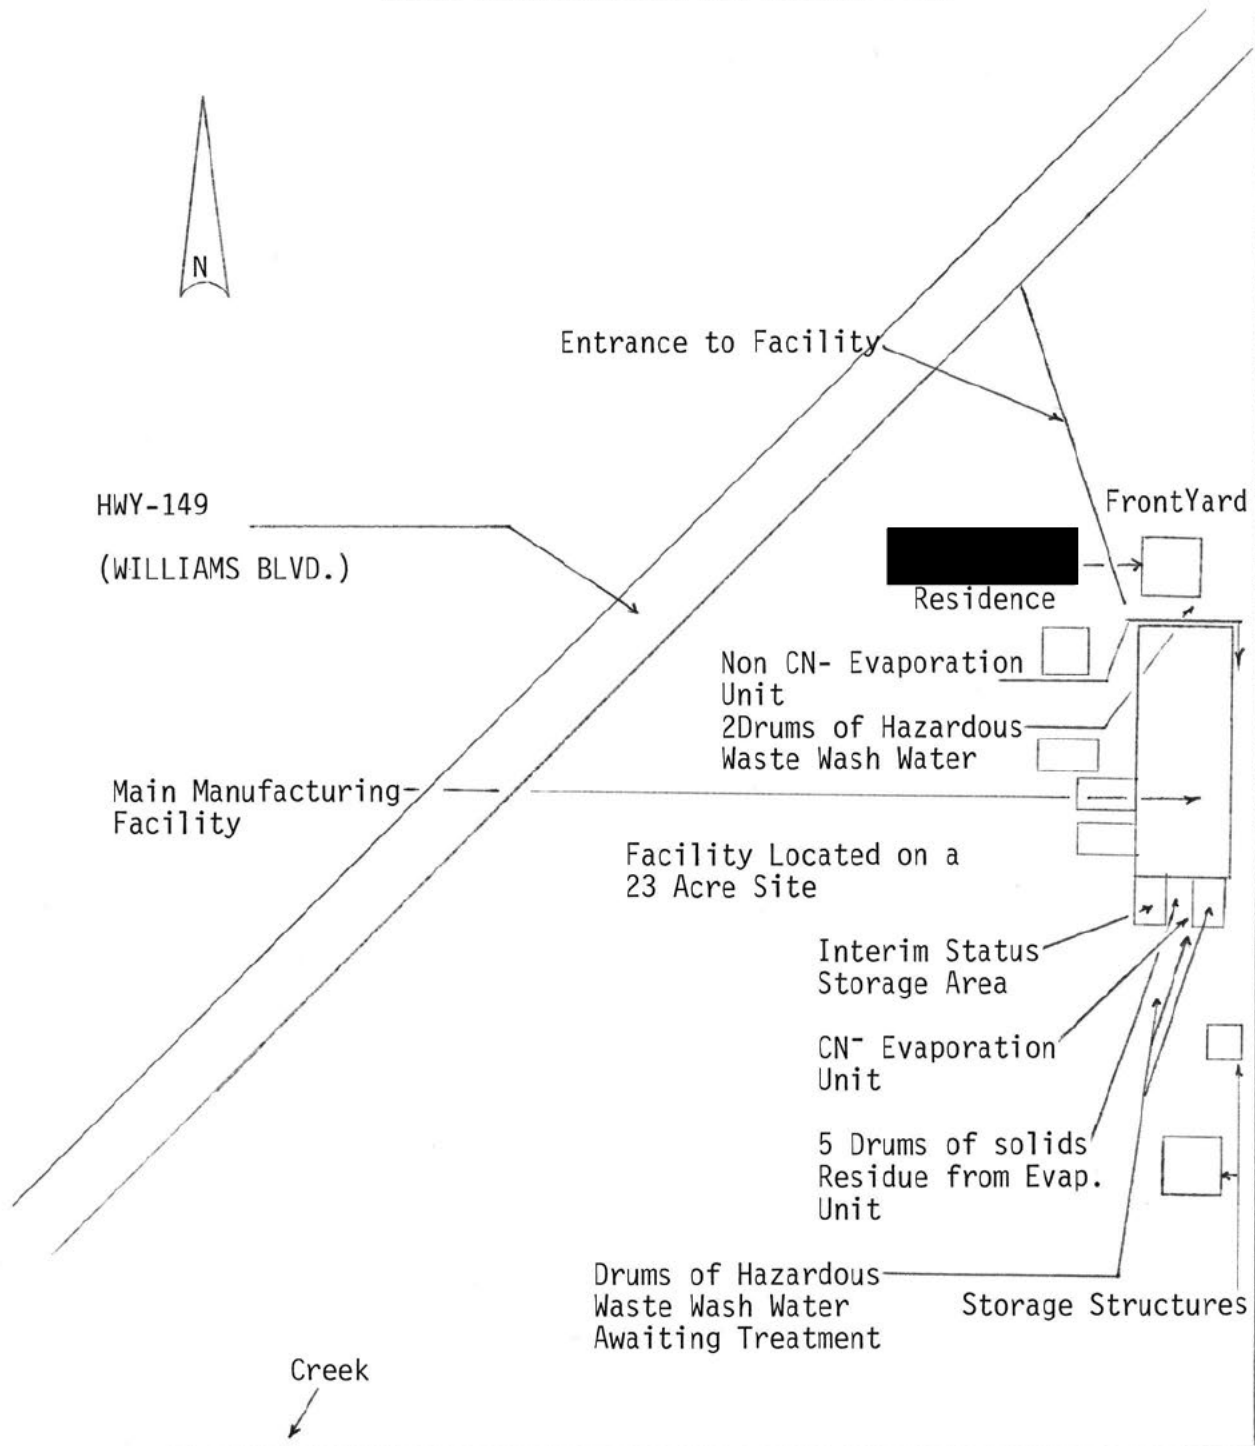 N
Entrance to Facility
HWY-149
(WILLIAMS BLVD.)
FrontYard
Residence
Non CN- Evaporation
Unit
2Drums of Hazardous
Waste Wash Water
Main Manufacturing
Facility
Facility Located on a
23 Acre Site
Interim Status
Storage Area
CN⁻ Evaporation
Unit
5 Drums of solids
Residue from Evap.
Unit
Drums of Hazardous
Waste Wash Water
Awaiting Treatment
Storage Structures
Creek